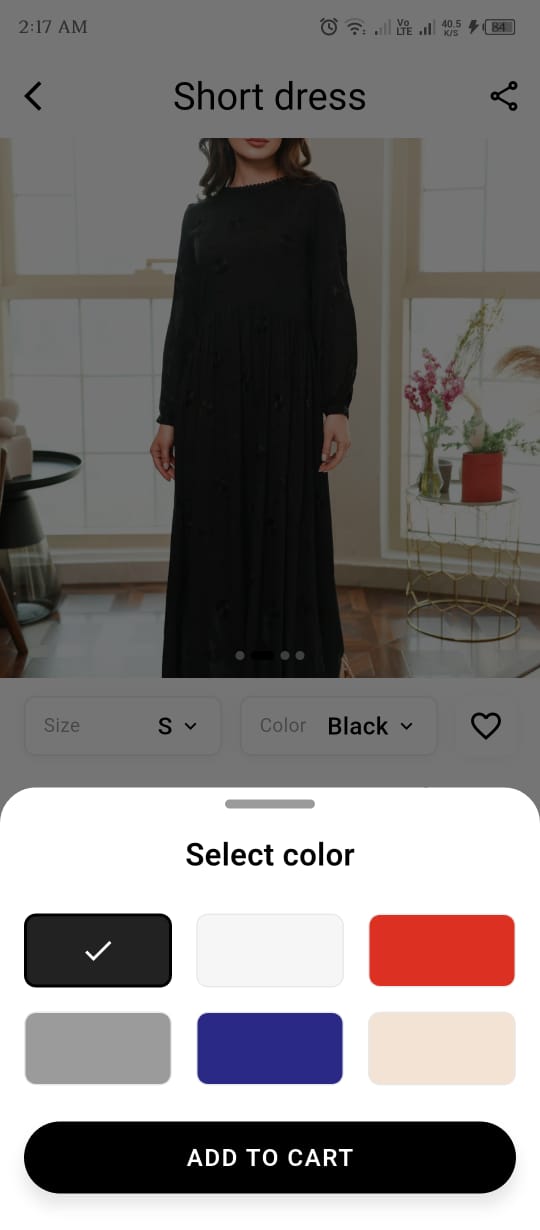 2:17 AM
Vo LTE 40.5 K/S 84
Short dress
Size S Color Black
Select color
ADD TO CART